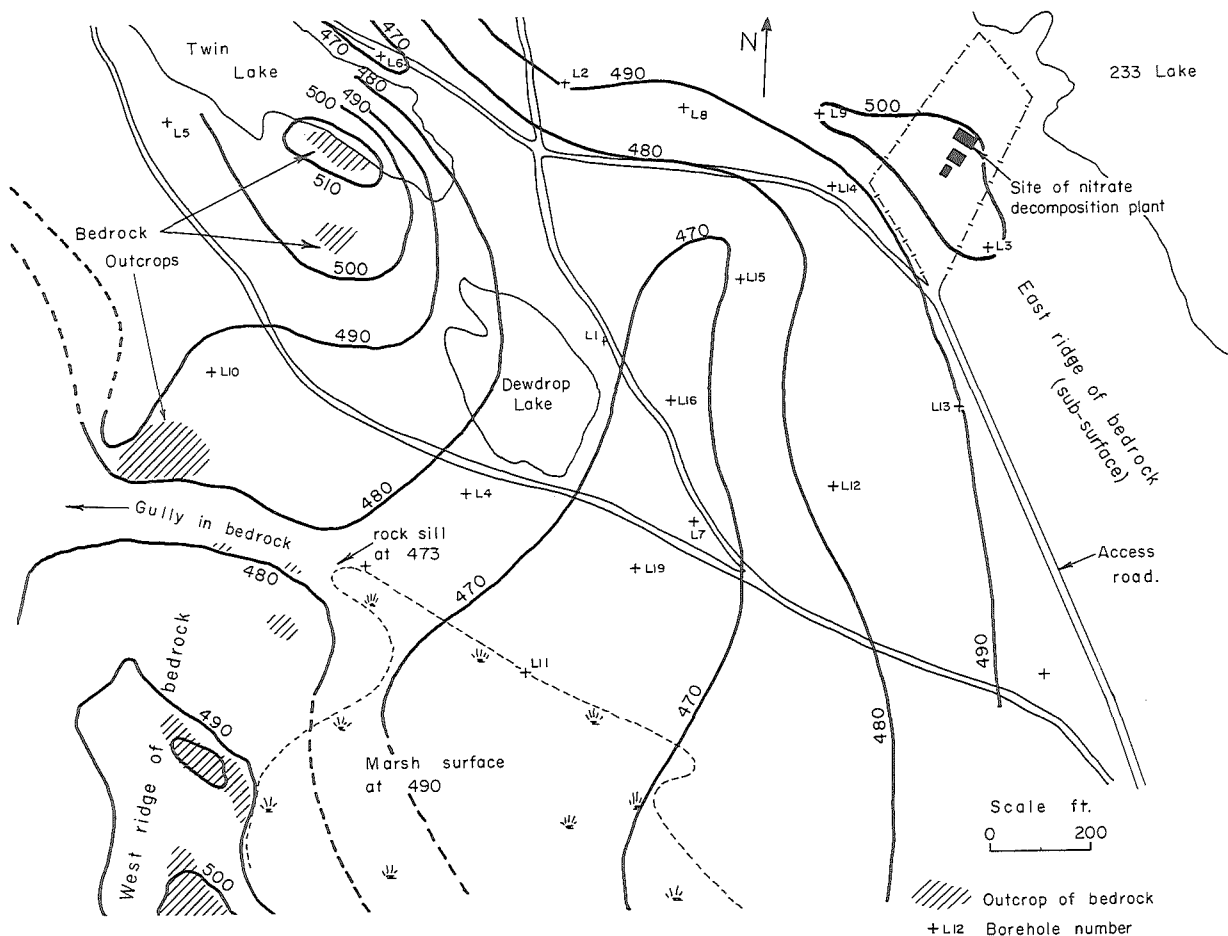 Twin
Lake
470
470
L6
480
490
500
L5
510
Bedrock
Outcrops
500
490
L10
N
L2
490
L8
480
L9
500
233 Lake
L14
Site of nitrate
decomposition plant
L3
470
L15
L1
Dewdrop
Lake
L16
L13
East ridge of bedrock
(sub-surface)
480
L4
L12
L7
Gully in bedrock
rock sill
at 473
480
470
L19
Access
road.
L11
490
West ridge of bedrock
490
470
480
Marsh surface
at 490
500
Scale ft.
0 200
Outcrop of bedrock
+L12 Borehole number